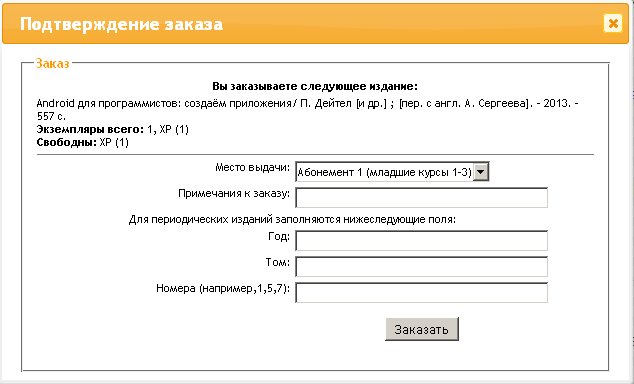 Подтверждение заказа
Заказ
Вы заказываете следующее издание:
Android для программистов: создаём приложения / П. Дейтел [и др.] ; [пер. с англ. А. Сергеева]. - 2013. -
557 с.
Экземпляры всего: 1, ХР (1)
Свободны: ХР (1)
Место выдачи: Абонемент 1 (младшие курсы 1-3)
Примечания к заказу:
Для периодических изданий заполняются нижеследующие поля:
Год:
Том:
Номера (например,1,5,7):
Заказать